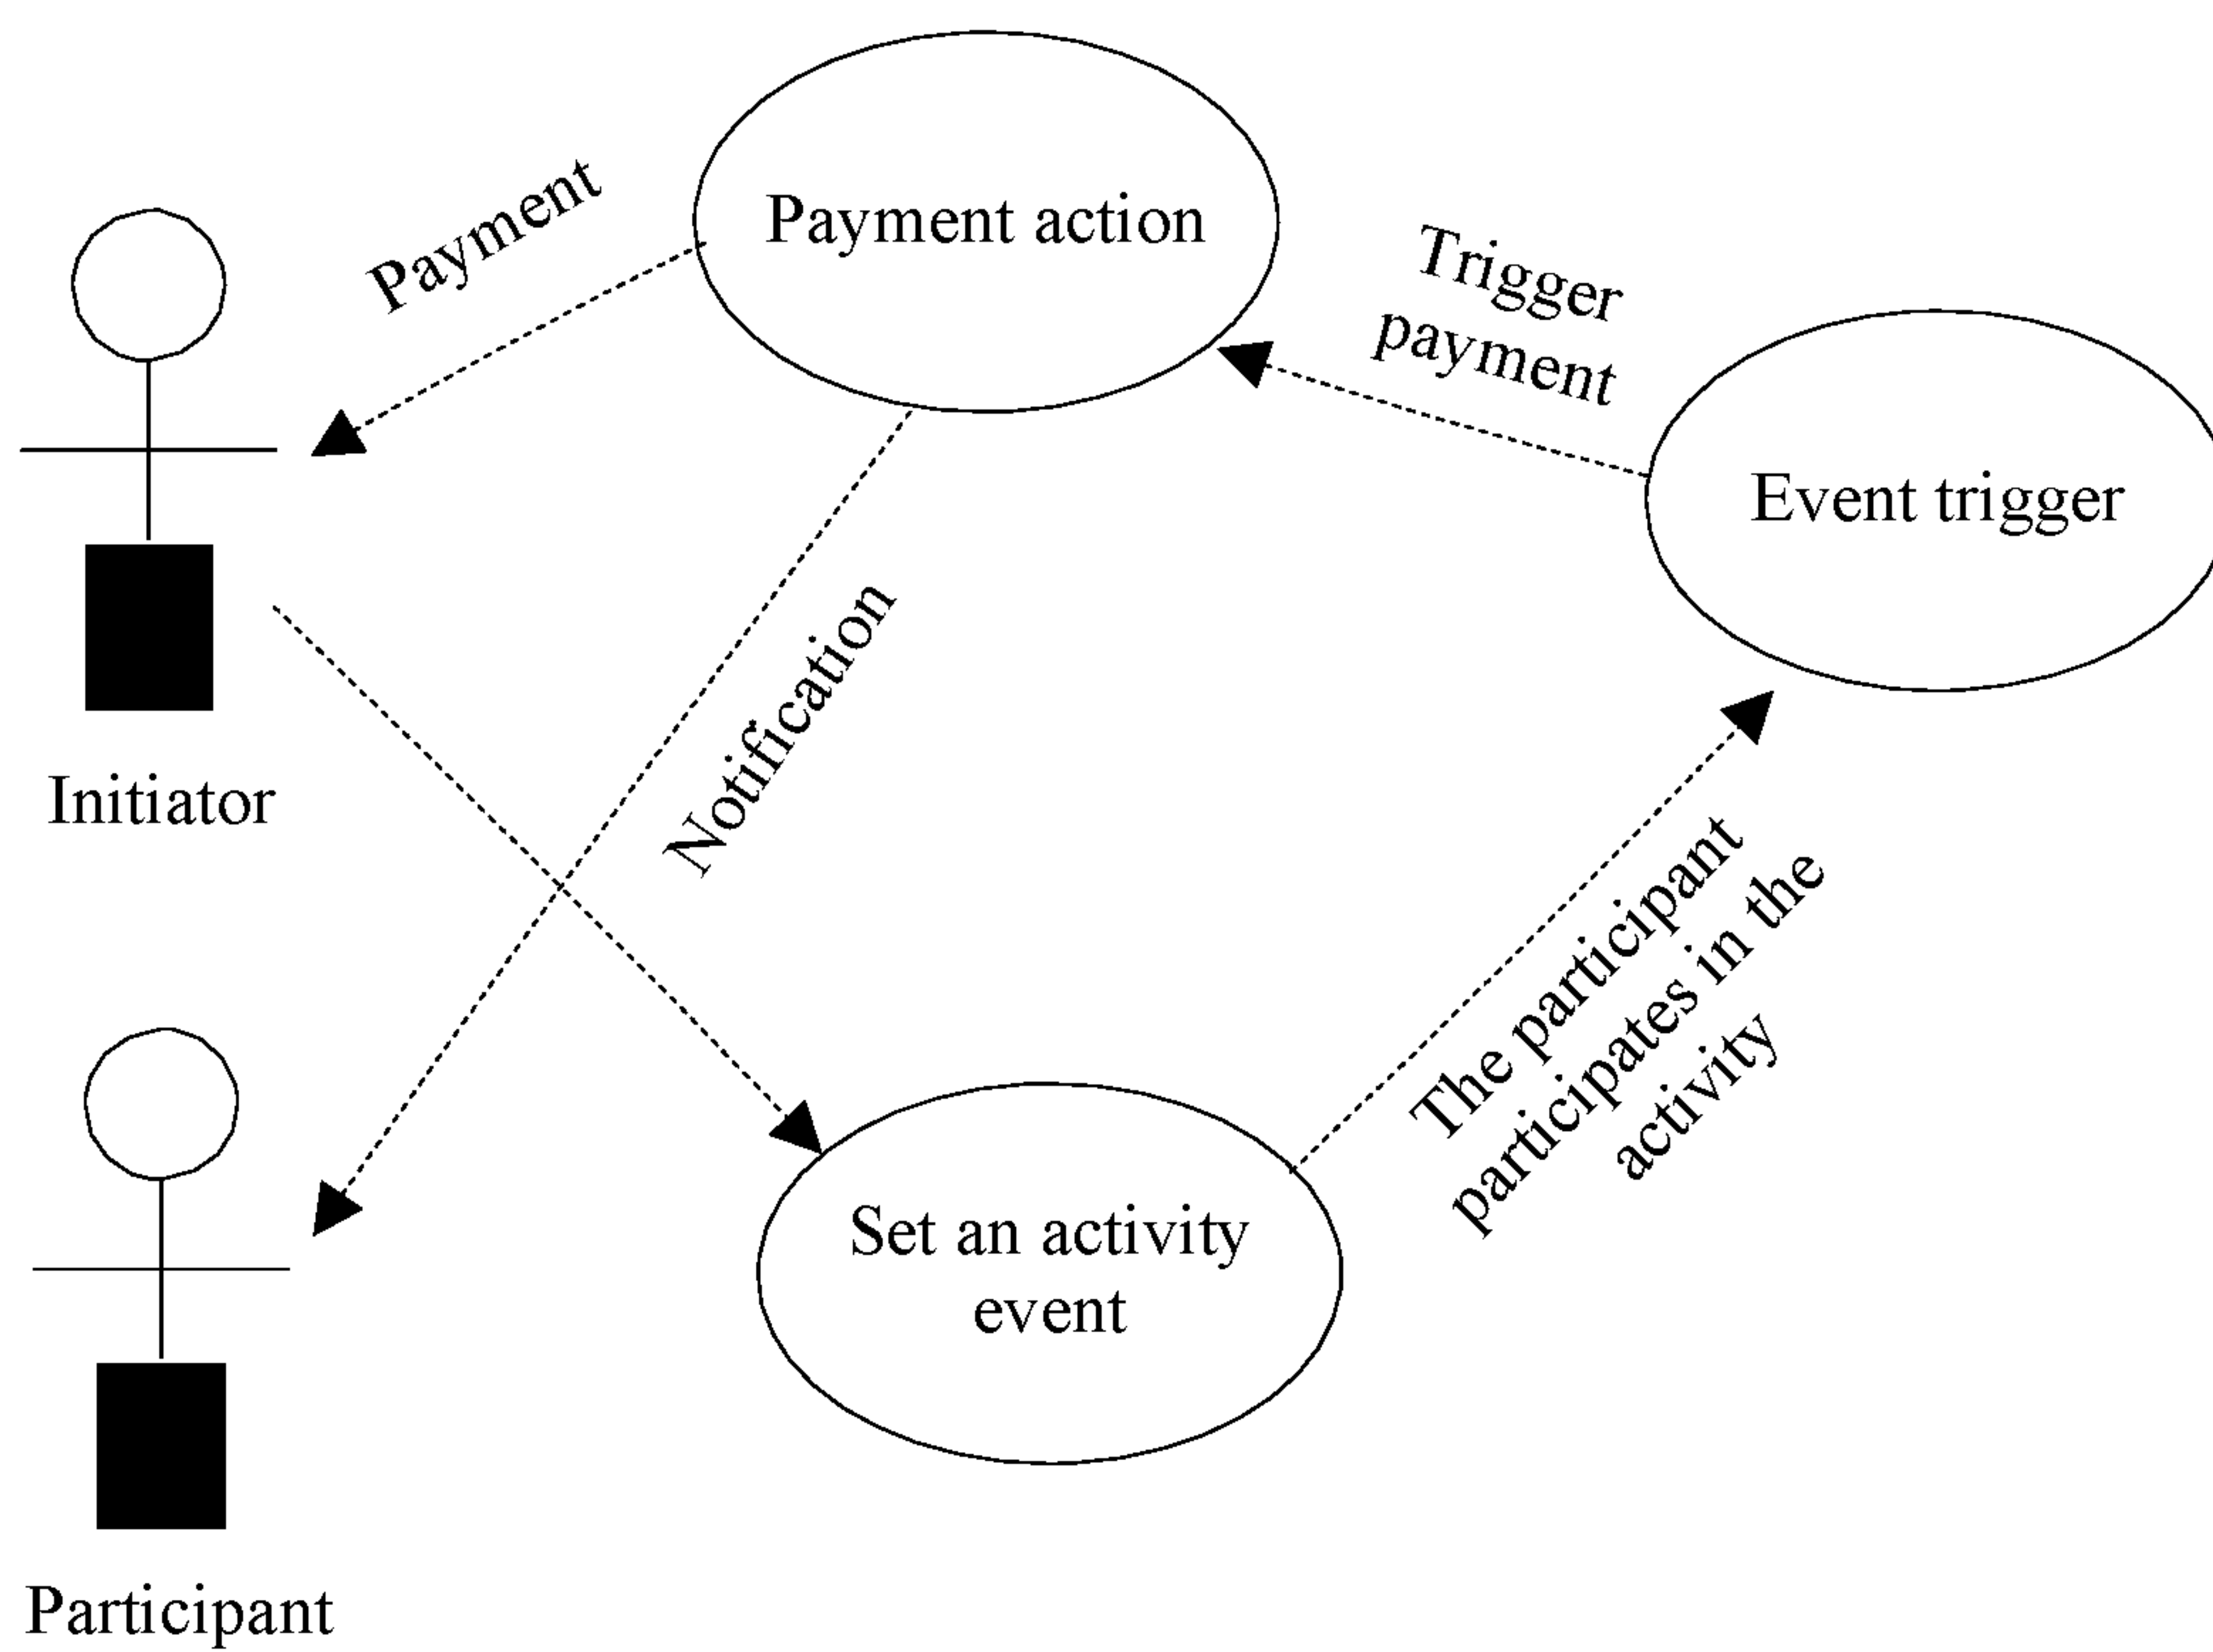 Payment
Payment action
Trigger
payment
Event trigger
Notification
Initiator
The participant
participates in the
activity
Set an activity
event
Participant